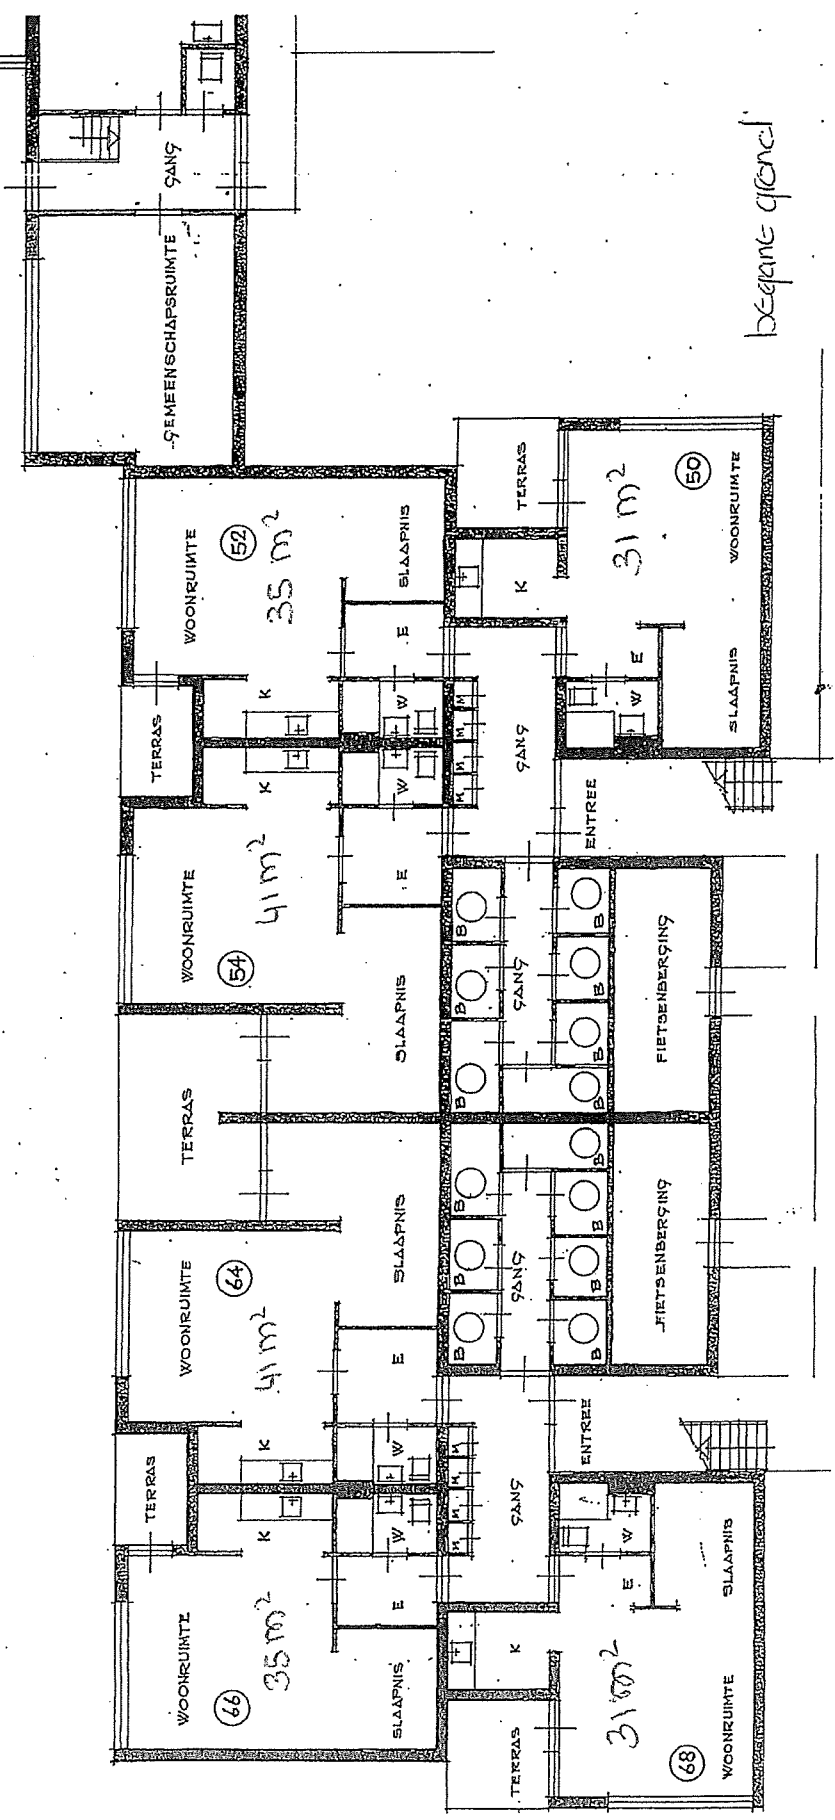 GANG
GEMEENSCHAPSRUIMTE
begane grond
WOONRUIMTE
52
35 m²
SLAAPNIS
TERRAS
K
E
W
TERRAS
K
31 m²
50
WOONRUIMTE
E
W
SLAAPNIS
M
M
M
M
GANG
ENTREE
K
W
E
41 m²
WOONRUIMTE
54
SLAAPNIS
TERRAS
B
B
B
GANG
B
B
B
B
FIETSENBERGING
B
B
B
GANG
B
B
B
B
FIETSENBERGING
SLAAPNIS
WOONRUIMTE
64
41 m²
E
K
W
TERRAS
M
M
M
M
GANG
ENTREE
K
W
E
WOONRUIMTE
35 m²
66
SLAAPNIS
K
TERRAS
W
E
SLAAPNIS
31 m²
68
WOONRUIMTE